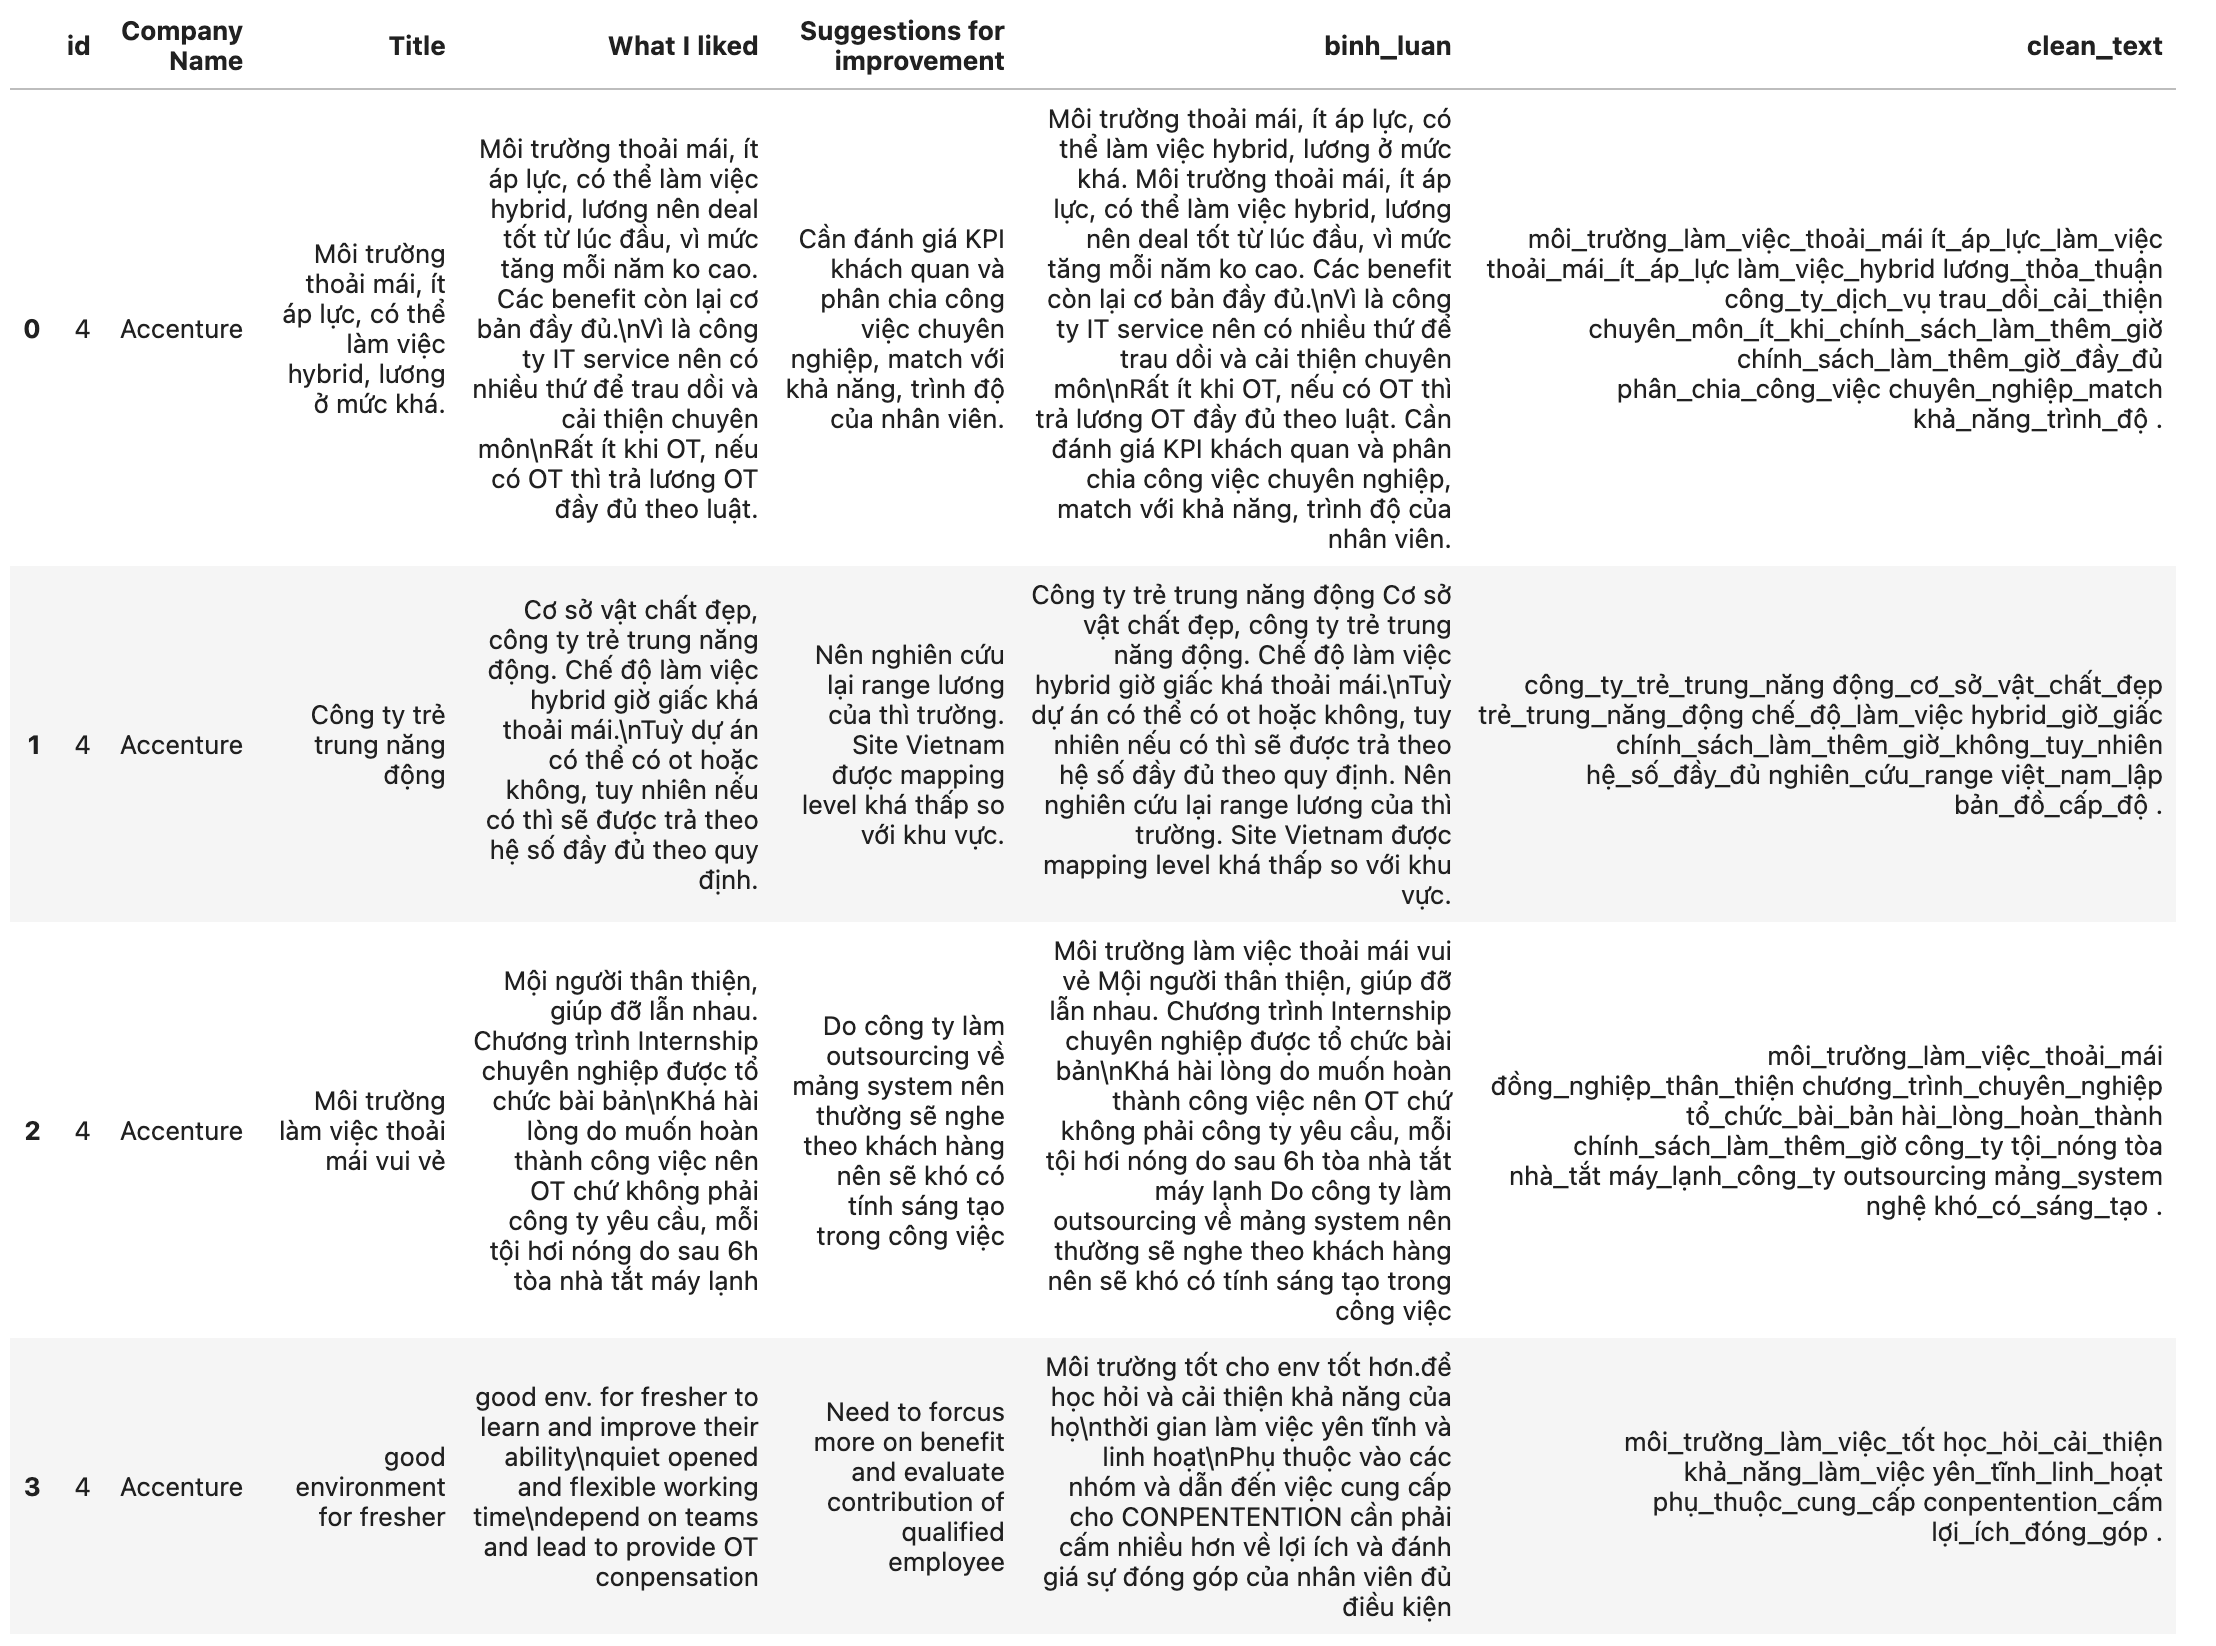 id
Company
Name
Title
What I liked
Suggestions for
improvement
binh_luan
clean_text
0
4
Accenture
Môi trường
thoải mái, ít
áp lực, có thể
làm việc
hybrid, lương
ở mức khá.
Môi trường thoải mái, ít
áp lực, có thể làm việc
hybrid, lương nên deal
tốt từ lúc đầu, vì mức
tăng mỗi năm ko cao.
Các benefit còn lại cơ
bản đầy đủ.\nVì là công
ty IT service nên có
nhiều thứ để trau dồi và
cải thiện chuyên
môn\nRất ít khi OT, nếu
có OT thì trả lương OT
đầy đủ theo luật.
Cần đánh giá KPI
khách quan và
phân chia công
việc chuyên
nghiệp, match với
khả năng, trình độ
của nhân viên.
Môi trường thoải mái, ít áp lực, có
thể làm việc hybrid, lương ở mức
khá. Môi trường thoải mái, ít áp
lực, có thể làm việc hybrid, lương
nên deal tốt từ lúc đầu, vì mức
tăng mỗi năm ko cao. Các benefit
còn lại cơ bản đầy đủ.\nVì là công
ty IT service nên có nhiều thứ để
trau dồi và cải thiện chuyên
môn\nRất ít khi OT, nếu có OT thì
trả lương OT đầy đủ theo luật. Cần
đánh giá KPI khách quan và phân
chia công việc chuyên nghiệp,
match với khả năng, trình độ của
nhân viên.
môi_trường_làm_việc_thoải_mái ít_áp_lực_làm_việc
thoải_mái_ít_áp_lực làm_việc_hybrid lương_thỏa_thuận
công_ty_dịch_vụ trau_dồi_cải_thiện
chuyên_môn_ít_khi_chính_sách_làm_thêm_giờ
chính_sách_làm_thêm_giờ_đầy_đủ
phân_chia_công_việc chuyên_nghiệp_match
khả_năng_trình_độ .
1
4
Accenture
Công ty trẻ
trung năng
động
Cơ sở vật chất đẹp,
công ty trẻ trung năng
động. Chế độ làm việc
hybrid giờ giấc khá
thoải mái.\nTuỳ dự án
có thể có ot hoặc
không, tuy nhiên nếu
có thì sẽ được trả theo
hệ số đầy đủ theo quy
định.
Nên nghiên cứu
lại range lương
của thì trường.
Site Vietnam
được mapping
level khá thấp so
với khu vực.
Công ty trẻ trung năng động Cơ sở
vật chất đẹp, công ty trẻ trung
năng động. Chế độ làm việc
hybrid giờ giấc khá thoải mái.\nTuỳ
dự án có thể có ot hoặc không, tuy
nhiên nếu có thì sẽ được trả theo
hệ số đầy đủ theo quy định. Nên
nghiên cứu lại range lương của thì
trường. Site Vietnam được
mapping level khá thấp so với khu
vực.
công_ty_trẻ_trung_năng động_cơ_sở_vật_chất_đẹp
trẻ_trung_năng_động chế_độ_làm_việc hybrid_giờ_giấc
chính_sách_làm_thêm_giờ_không_tuy_nhiên
hệ_số_đầy_đủ nghiên_cứu_range việt_nam_lập
bản_đồ_cấp_độ .
2
4
Accenture
Môi trường
làm việc thoải
mái vui vẻ
Mội người thân thiện,
giúp đỡ lẫn nhau.
Chương trình Internship
chuyên nghiệp được tổ
chức bài bản\nKhá hài
lòng do muốn hoàn
thành công việc nên
OT chứ không phải
công ty yêu cầu, mỗi
tội hơi nóng do sau 6h
tòa nhà tắt máy lạnh
Do công ty làm
outsourcing về
mảng system nên
thường sẽ nghe
theo khách hàng
nên sẽ khó có
tính sáng tạo
trong công việc
Môi trường làm việc thoải mái vui
vẻ Mội người thân thiện, giúp đỡ
lẫn nhau. Chương trình Internship
chuyên nghiệp được tổ chức bài
bản\nKhá hài lòng do muốn hoàn
thành công việc nên OT chứ
không phải công ty yêu cầu, mỗi
tội hơi nóng do sau 6h tòa nhà tắt
máy lạnh Do công ty làm
outsourcing về mảng system nên
thường sẽ nghe theo khách hàng
nên sẽ khó có tính sáng tạo trong
công việc
môi_trường_làm_việc_thoải_mái
đồng_nghiệp_thân_thiện chương_trình_chuyên_nghiệp
tổ_chức_bài_bản hài_lòng_hoàn_thành
chính_sách_làm_thêm_giờ công_ty tội_nóng tòa
nhà_tắt máy_lạnh_công_ty outsourcing mảng_system
nghệ khó_có_sáng_tạo .
3
4
Accenture
good
environment
for fresher
good env. for fresher to
learn and improve their
ability\nquiet opened
and flexible working
time\ndepend on teams
and lead to provide OT
conpensation
Need to forcus
more on benefit
and evaluate
contribution of
qualified
employee
Môi trường tốt cho env tốt hơn.để
học hỏi và cải thiện khả năng của
họ\nthời gian làm việc yên tĩnh và
linh hoạt\nPhụ thuộc vào các
nhóm và dẫn đến việc cung cấp
cho CONPENTENTION cần phải
cấm nhiều hơn về lợi ích và đánh
giá sự đóng góp của nhân viên đủ
điều kiện
môi_trường_làm_việc_tốt học_hỏi_cải_thiện
khả_năng_làm_việc yên_tĩnh_linh_hoạt
phụ_thuộc_cung_cấp conpentention_cấm
lợi_ích_đóng_góp .